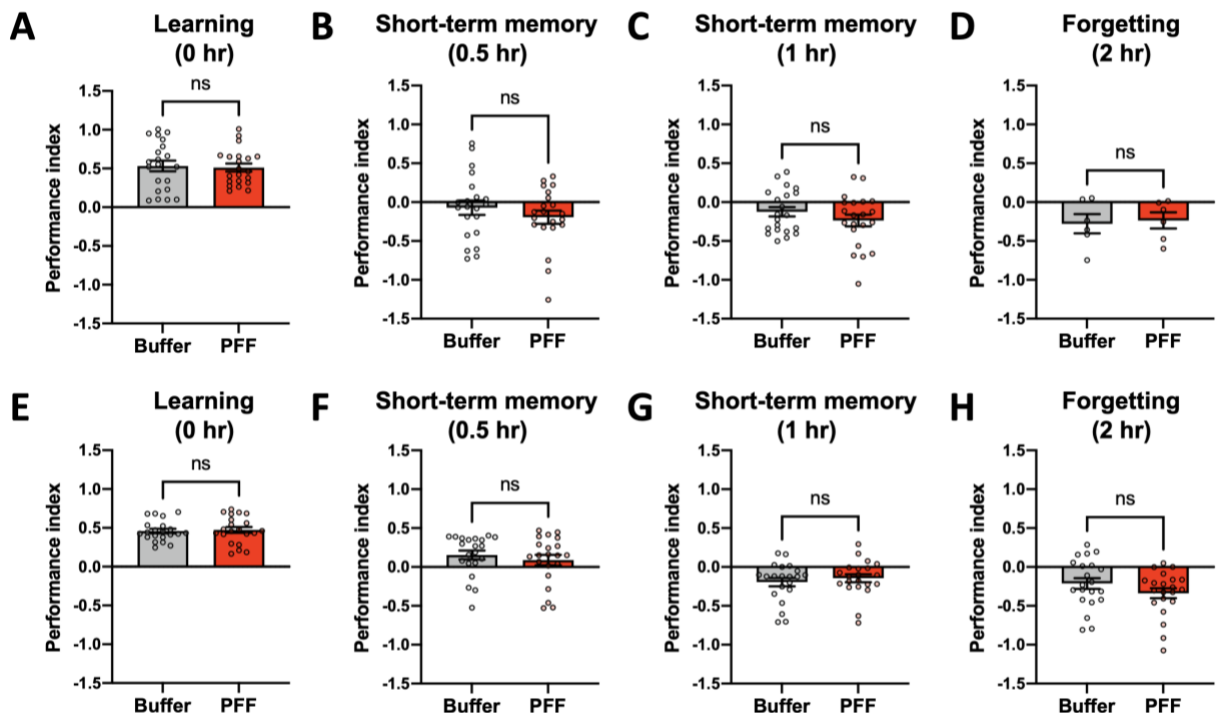 A
Learning
(0 hr)
ns
Performance index
1.5
1.0
0.5
0.0
-0.5
-1.0
-1.5
Buffer PFF
B
Short-term memory
(0.5 hr)
ns
Performance index
1.5
1.0
0.5
0.0
-0.5
-1.0
-1.5
Buffer PFF
C
Short-term memory
(1 hr)
ns
Performance index
1.5
1.0
0.5
0.0
-0.5
-1.0
-1.5
Buffer PFF
D
Forgetting
(2 hr)
ns
Performance index
1.5
1.0
0.5
0.0
-0.5
-1.0
-1.5
Buffer PFF
E
Learning
(0 hr)
ns
Performance index
1.5
1.0
0.5
0.0
-0.5
-1.0
-1.5
Buffer PFF
F
Short-term memory
(0.5 hr)
ns
Performance index
1.5
1.0
0.5
0.0
-0.5
-1.0
-1.5
Buffer PFF
G
Short-term memory
(1 hr)
ns
Performance index
1.5
1.0
0.5
0.0
-0.5
-1.0
-1.5
Buffer PFF
H
Forgetting
(2 hr)
ns
Performance index
1.5
1.0
0.5
0.0
-0.5
-1.0
-1.5
Buffer PFF